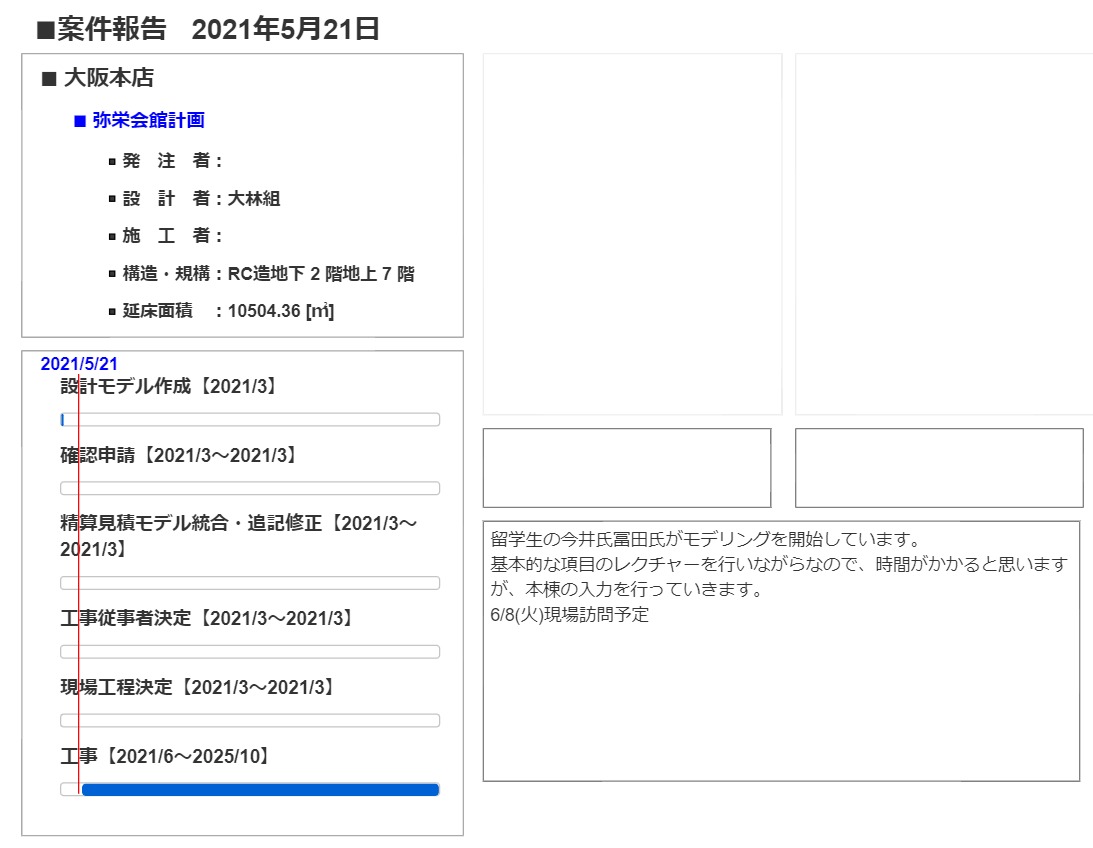 ■案件報告 2021年5月21日
■ 大阪本店
■ 弥栄会館計画
▪ 発　注　者：
▪ 設　計　者：大林組
▪ 施　工　者：
▪ 構造・規構：RC造地下２階地上７階
▪ 延床面積　：10504.36 [㎡]
2021/5/21
設計モデル作成【2021/3】
確認申請【2021/3～2021/3】
精算見積モデル統合・追記修正【2021/3～
2021/3】
工事従事者決定【2021/3～2021/3】
現場工程決定【2021/3～2021/3】
工事【2021/6～2025/10】
留学生の今井氏冨田氏がモデリングを開始しています。
基本的な項目のレクチャーを行いながらなので、時間がかかると思います
が、本棟の入力を行っていきます。
6/8(火)現場訪問予定